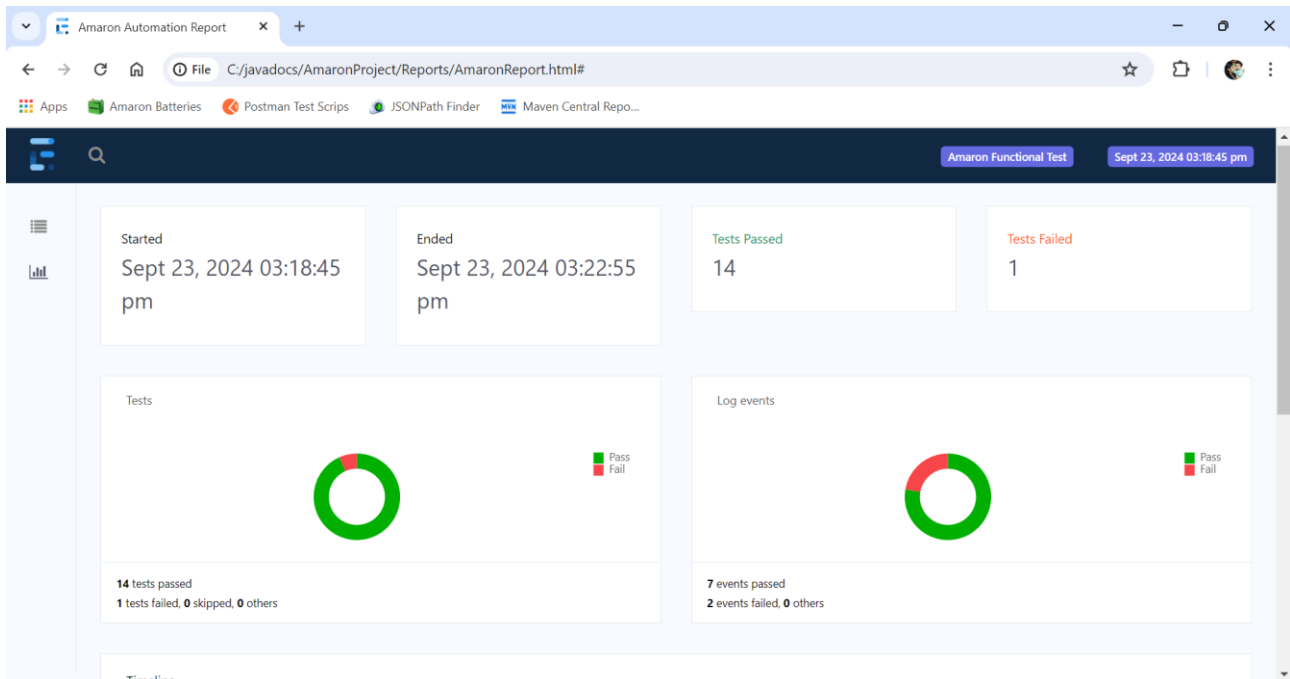 Amaron Automation Report
File C:/javadocs/AmaronProject/Reports/AmaronReport.html#
Apps Amaron Batteries Postman Test Scrips JSONPath Finder MVN Maven Central Repo...
Amaron Functional Test Sept 23, 2024 03:18:45 pm
Started
Sept 23, 2024 03:18:45
pm
Ended
Sept 23, 2024 03:22:55
pm
Tests Passed
14
Tests Failed
1
Tests
Pass
Fail
14 tests passed
1 tests failed, 0 skipped, 0 others
Log events
Pass
Fail
7 events passed
2 events failed, 0 others
Timeline